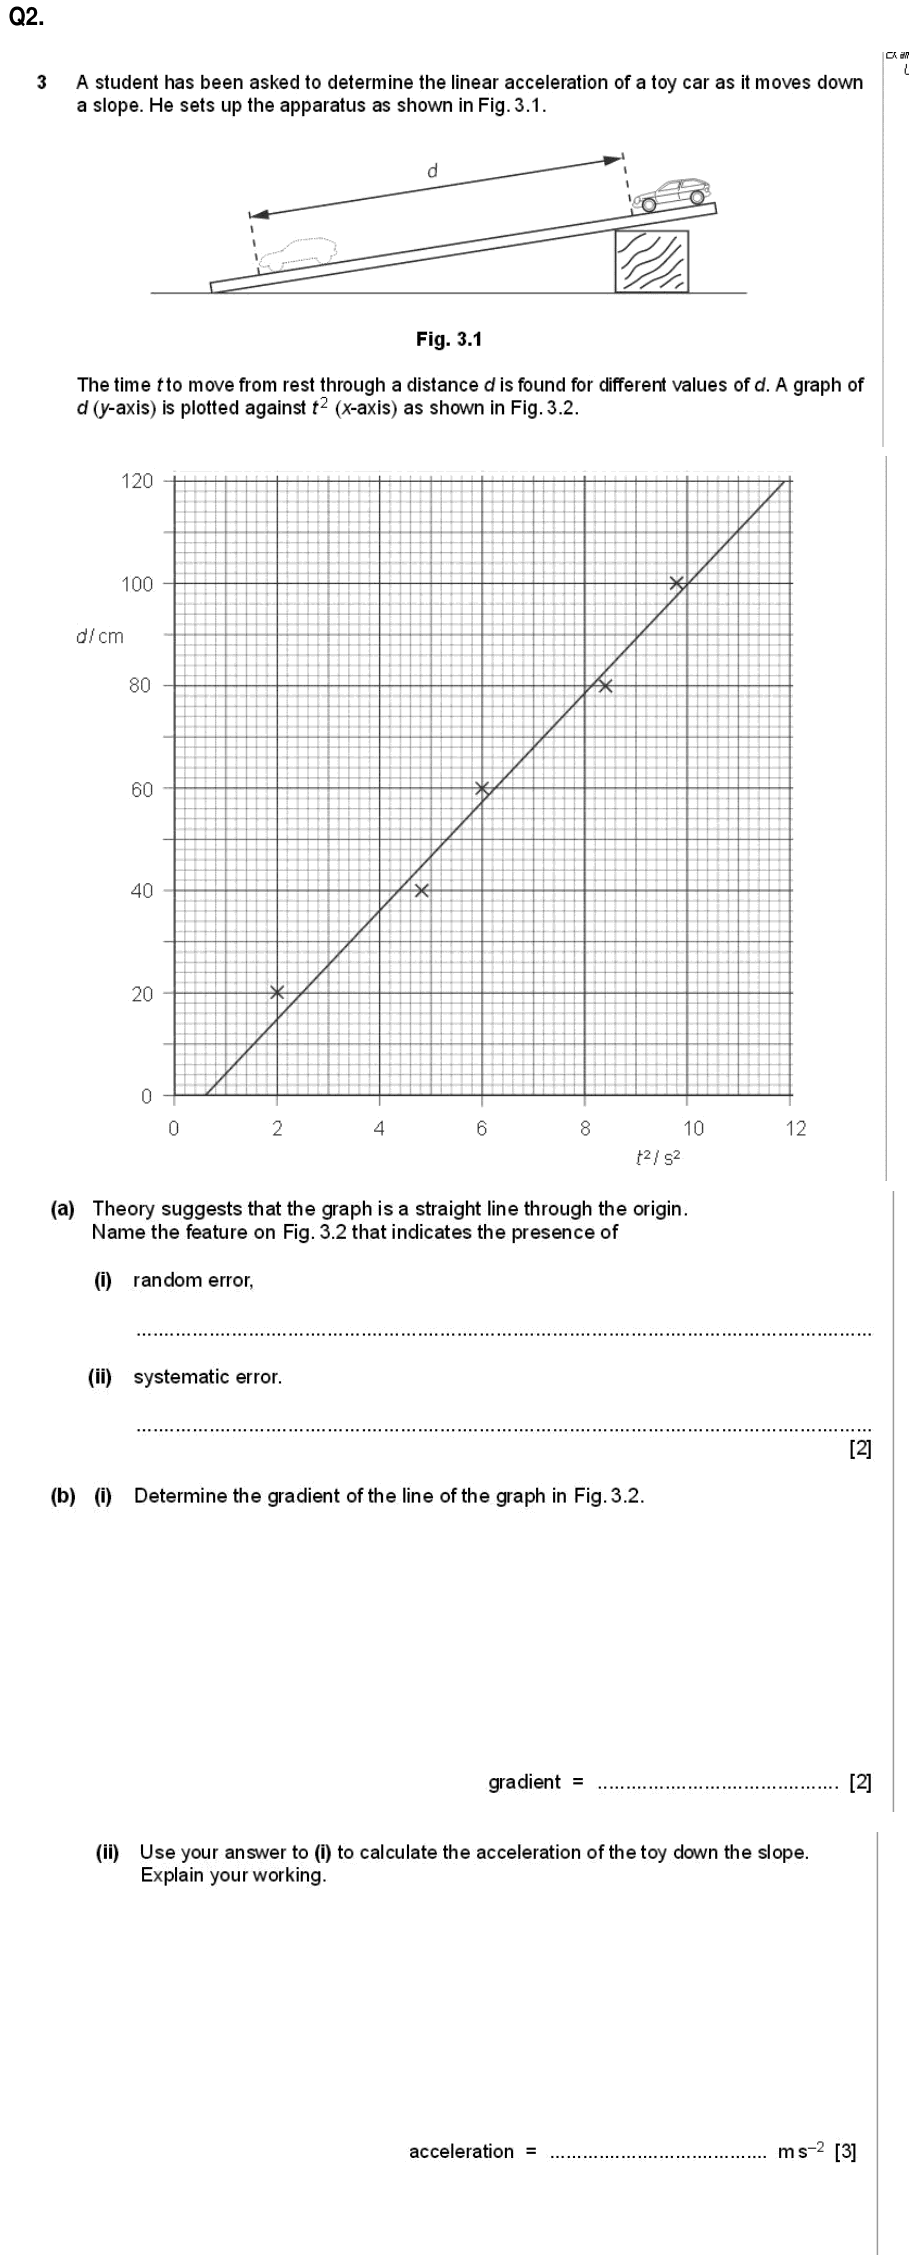 Q2.
3 A student has been asked to determine the linear acceleration of a toy car as it moves down
a slope. He sets up the apparatus as shown in Fig. 3.1.
d
Fig. 3.1
The time t to move from rest through a distance d is found for different values of d. A graph of
d (y-axis) is plotted against t² (x-axis) as shown in Fig. 3.2.
120
100
d / cm
80
60
40
20
0
0 2 4 6 8 10 12
t² / s²
(a) Theory suggests that the graph is a straight line through the origin.
Name the feature on Fig. 3.2 that indicates the presence of
(i) random error,
..........................................................................................................................
(ii) systematic error.
..........................................................................................................................
[2]
(b) (i) Determine the gradient of the line of the graph in Fig. 3.2.
gradient = .......................................... [2]
(ii) Use your answer to (i) to calculate the acceleration of the toy down the slope.
Explain your working.
acceleration = ...................................... m s⁻² [3]